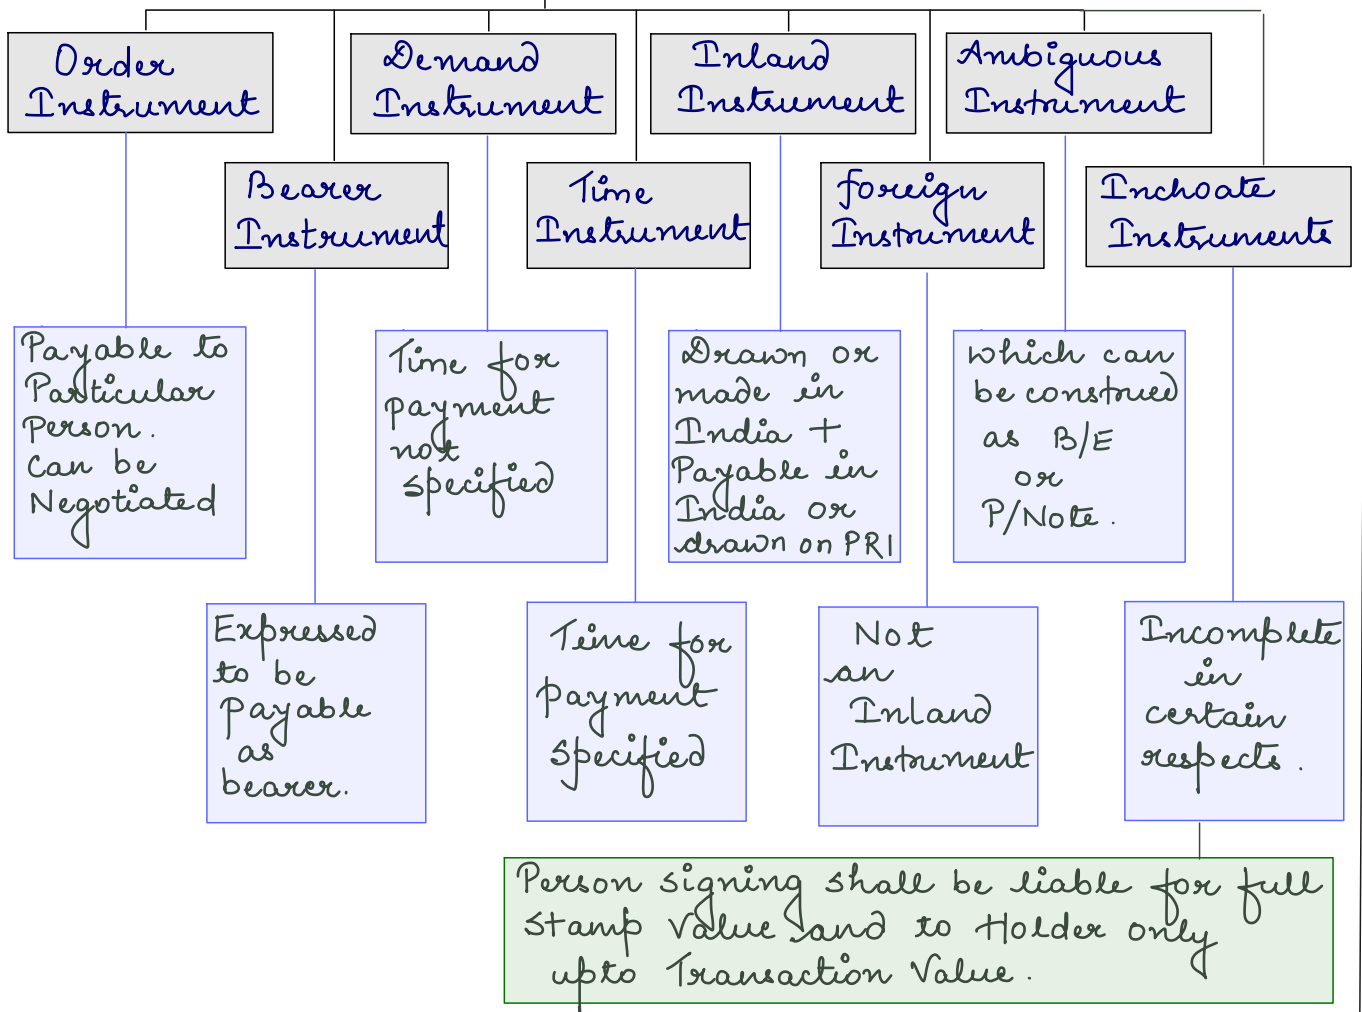 Order
Instrument
Demand
Instrument
Inland
Instrument
Ambiguous
Instrument
Bearer
Instrument
Time
Instrument
foreign
Instrument
Inchoate
Instruments
Payable to
Particular
Person.
Can be
Negotiated
Time for
payment
not
specified
Drawn or
made in
India +
Payable in
India or
drawn on PRI
which can
be construed
as B/E
or
P/Note.
Expressed
to be
payable
as
bearer.
Time for
payment
specified
Not
an
Inland
Instrument
Incomplete
in
certain
respects.
Person signing shall be liable for full
Stamp Value and to Holder only
upto Transaction Value.